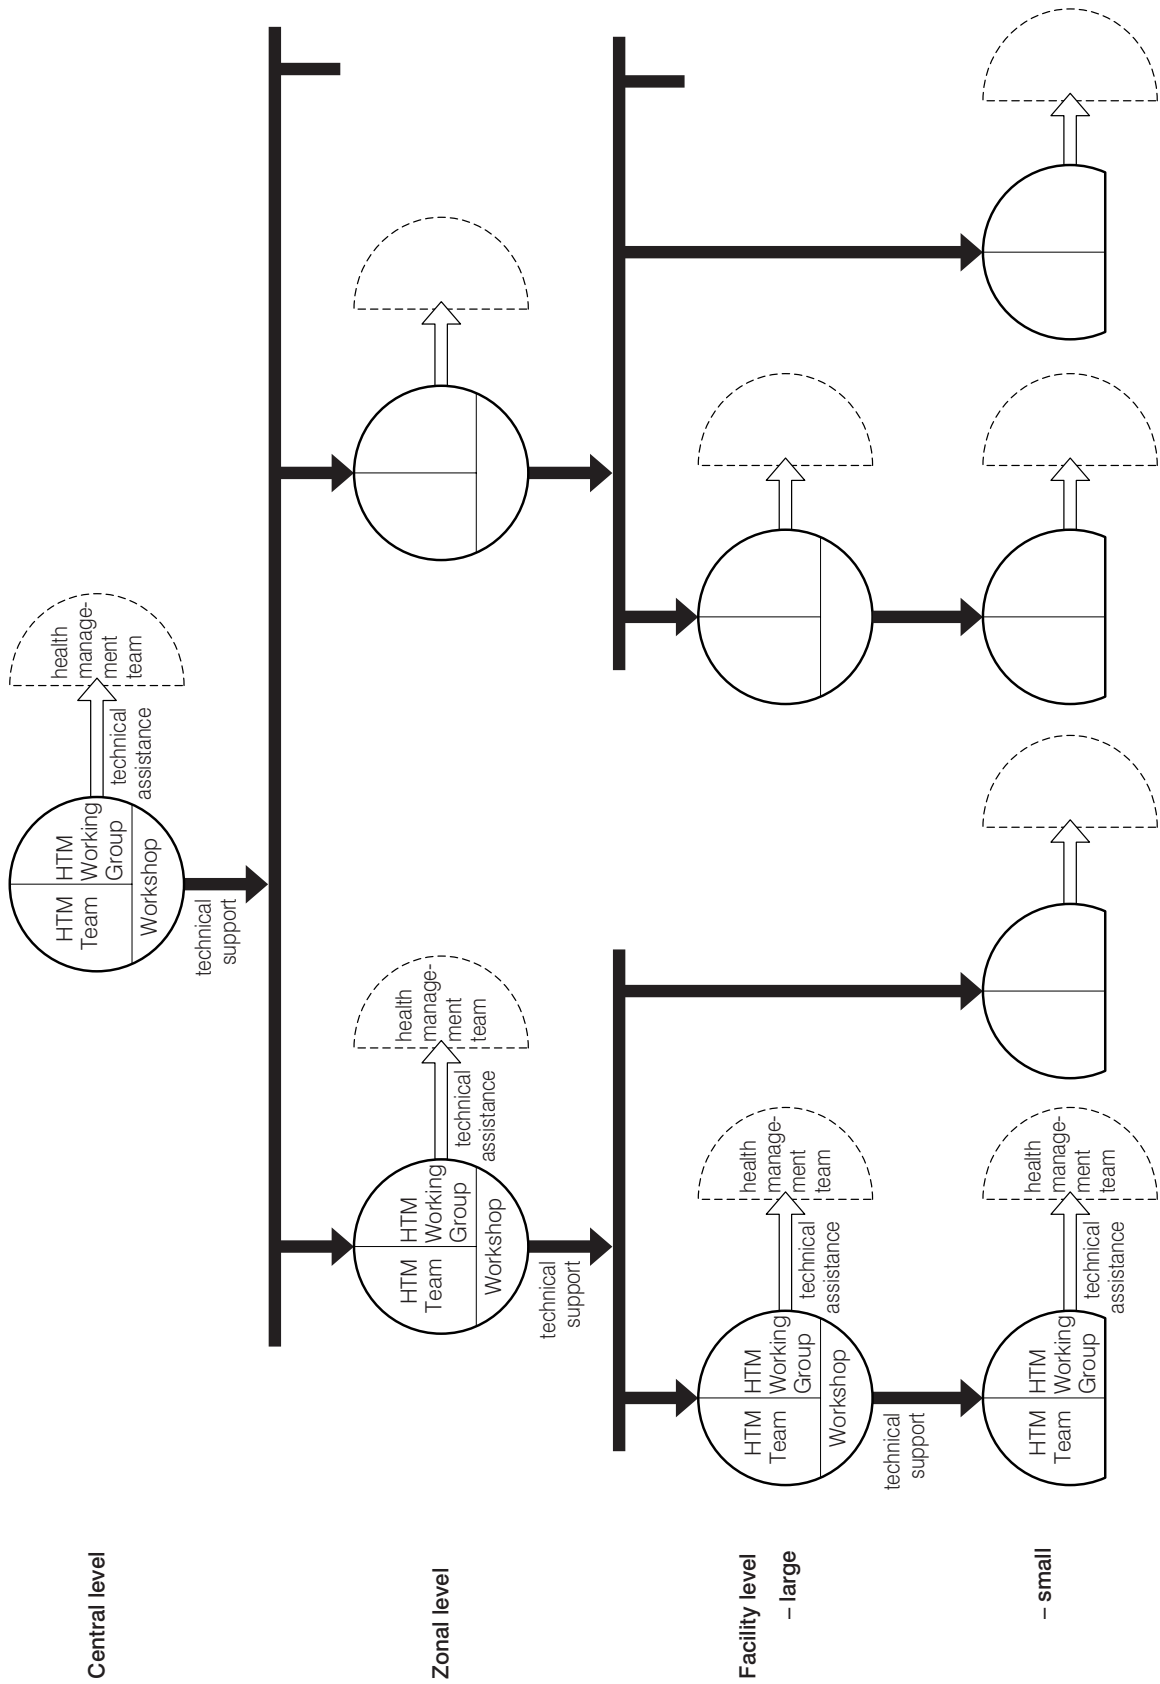 Central level
HTM
Team
HTM
Working
Group
Workshop
technical
assistance
health
manage-
ment
team
technical
support
Zonal level
HTM
Team
HTM
Working
Group
Workshop
technical
assistance
health
manage-
ment
team
technical
support
Facility level
– large
HTM
Team
HTM
Working
Group
Workshop
technical
assistance
health
manage-
ment
team
technical
support
– small
HTM
Team
HTM
Working
Group
technical
assistance
health
manage-
ment
team